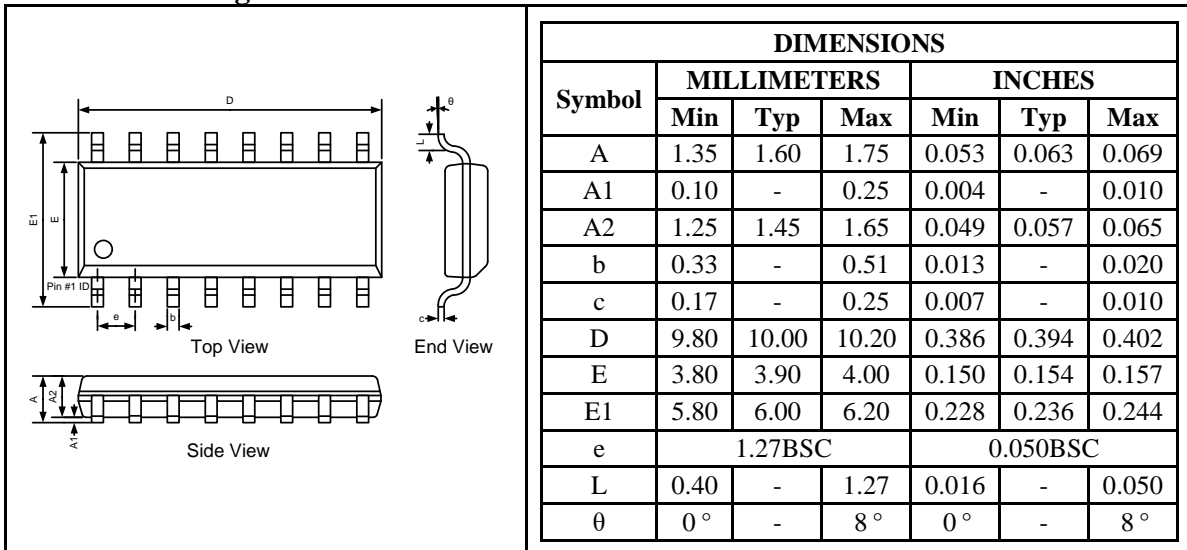 D
θ
L
E1
E
Pin #1 ID
e
b
c
Top View
End View
A
A2
A1
Side View
DIMENSIONS
Symbol MILLIMETERS INCHES
Min Typ Max Min Typ Max
A 1.35 1.60 1.75 0.053 0.063 0.069
A1 0.10 - 0.25 0.004 - 0.010
A2 1.25 1.45 1.65 0.049 0.057 0.065
b 0.33 - 0.51 0.013 - 0.020
c 0.17 - 0.25 0.007 - 0.010
D 9.80 10.00 10.20 0.386 0.394 0.402
E 3.80 3.90 4.00 0.150 0.154 0.157
E1 5.80 6.00 6.20 0.228 0.236 0.244
e 1.27BSC 0.050BSC
L 0.40 - 1.27 0.016 - 0.050
θ 0 ° - 8 ° 0 ° - 8 °